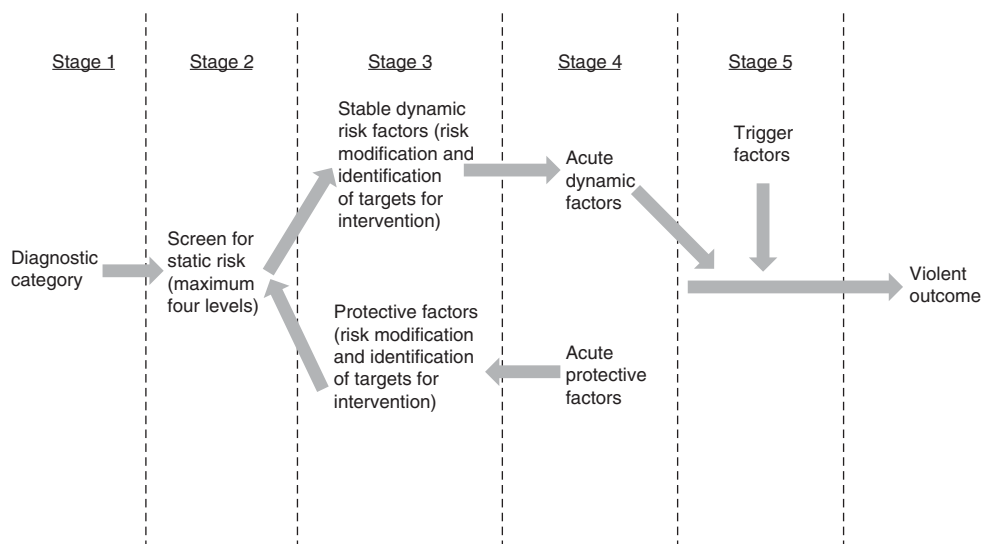 Stage 1
Stage 2
Stage 3
Stage 4
Stage 5
Diagnostic
category
Screen for
static risk
(maximum
four levels)
Stable dynamic
risk factors (risk
modification and
identification
of targets for
intervention)
Protective factors
(risk modification
and identification
of targets for
intervention)
Acute
dynamic
factors
Acute
protective
factors
Trigger
factors
Violent
outcome